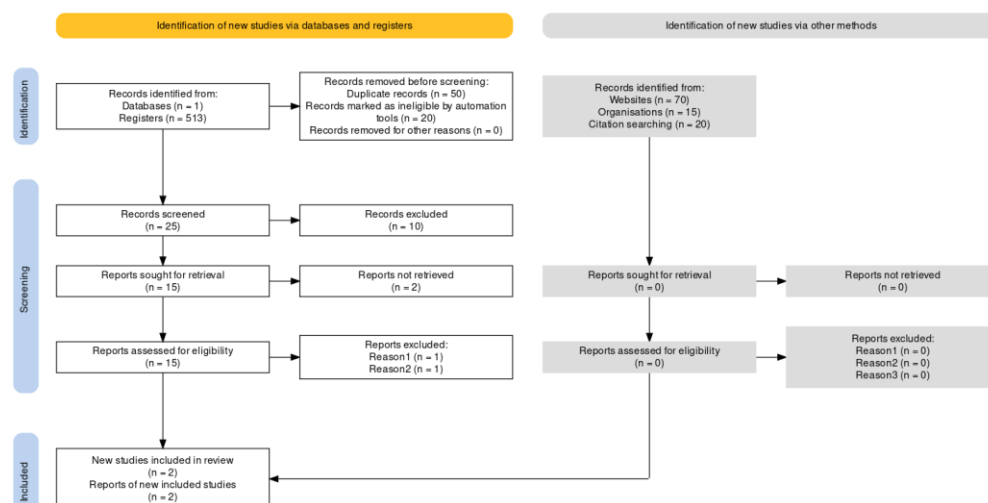 Identification of new studies via databases and registers
Identification of new studies via other methods
Identification
Records identified from:
Databases (n = 1)
Registers (n = 513)
Records removed before screening:
Duplicate records (n = 50)
Records marked as ineligible by automation
tools (n = 20)
Records removed for other reasons (n = 0)
Records identified from:
Websites (n = 70)
Organisations (n = 15)
Citation searching (n = 20)
Screening
Records screened
(n = 25)
Records excluded
(n = 10)
Reports sought for retrieval
(n = 15)
Reports not retrieved
(n = 2)
Reports sought for retrieval
(n = 0)
Reports not retrieved
(n = 0)
Reports assessed for eligibility
(n = 15)
Reports excluded:
Reason1 (n = 1)
Reason2 (n = 1)
Reports assessed for eligibility
(n = 0)
Reports excluded:
Reason1 (n = 0)
Reason2 (n = 0)
Reason3 (n = 0)
Included
New studies included in review
(n = 2)
Reports of new included studies
(n = 2)